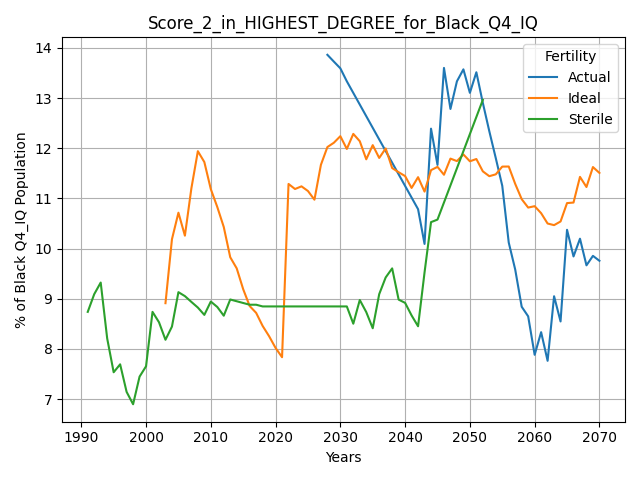 Score_2_in_HIGHEST_DEGREE_for_Black_Q4_IQ
Fertility
Actual
Ideal
Sterile
% of Black Q4_IQ Population
14
13
12
11
10
9
8
7
1990 2000 2010 2020 2030 2040 2050 2060 2070
Years